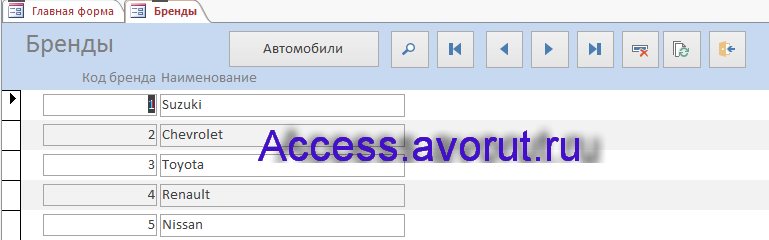 Главная форма Бренды
Бренды Автомобили
Код бренда Наименование
1 Suzuki
2 Chevrolet
Access.avorut.ru
3 Toyota
4 Renault
5 Nissan